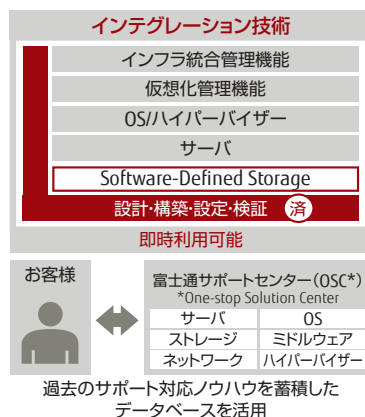 インテグレーション技術
インフラ統合管理機能
仮想化管理機能
OS/ハイパーバイザー
サーバ
Software-Defined Storage
設計・構築・設定・検証 済
即時利用可能
お客様
富士通サポートセンター(OSC*)
*One-stop Solution Center
サーバ OS
ストレージ ミドルウェア
ネットワーク ハイパーバイザー
過去のサポート対応ノウハウを蓄積した
データベースを活用